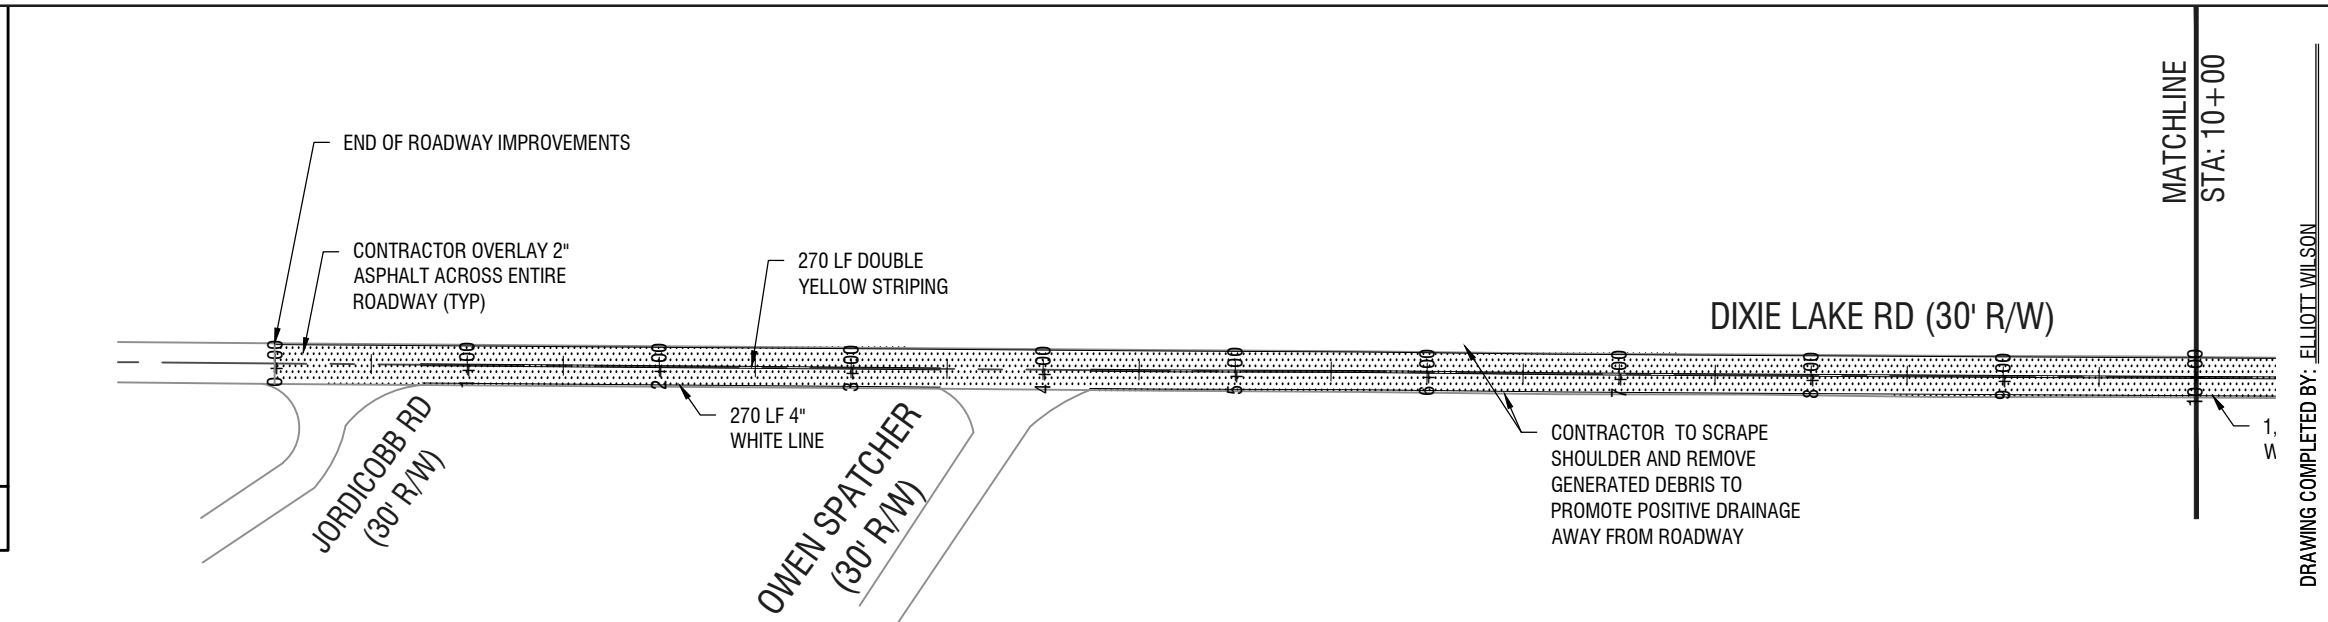 MATCHLINE
STA: 10+00
END OF ROADWAY IMPROVEMENTS
CONTRACTOR OVERLAY 2"
ASPHALT ACROSS ENTIRE
ROADWAY (TYP)
270 LF DOUBLE
YELLOW STRIPING
DIXIE LAKE RD (30' R/W)
0+00
1+00
2+00
3+00
4+00
5+00
6+00
7+00
8+00
9+00
10+00
270 LF 4"
WHITE LINE
JORDICOBB RD
(30' R/W)
OWEN SPATCHER
(30' R/W)
CONTRACTOR TO SCRAPE
SHOULDER AND REMOVE
GENERATED DEBRIS TO
PROMOTE POSITIVE DRAINAGE
AWAY FROM ROADWAY
1,
DRAWING COMPLETED BY: ELLIOTT WILSON